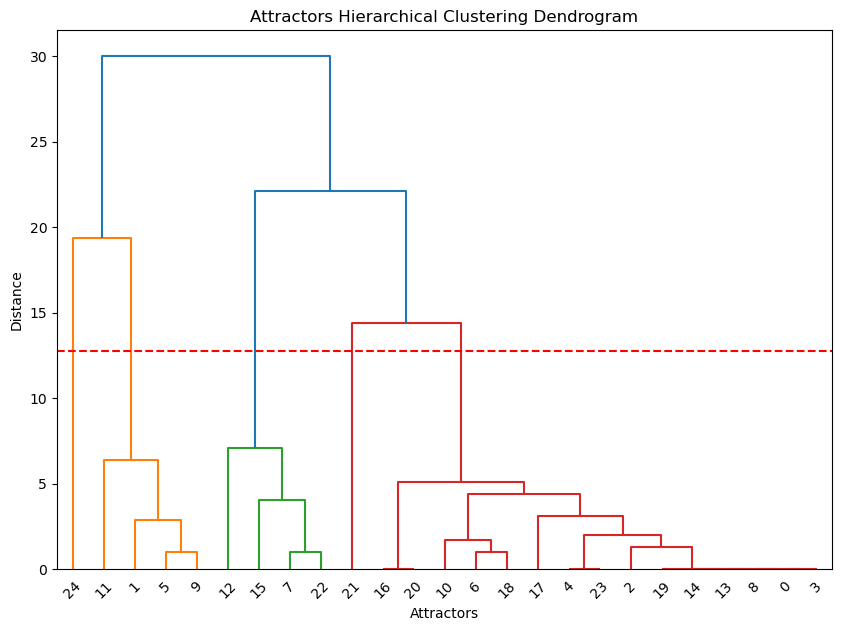 Attractors Hierarchical Clustering Dendrogram
30
25
20
15
10
5
0
Distance
24 11 1 5 9 12 15 7 22 21 16 20 10 6 18 17 4 23 2 19 14 13 8 0 3
Attractors